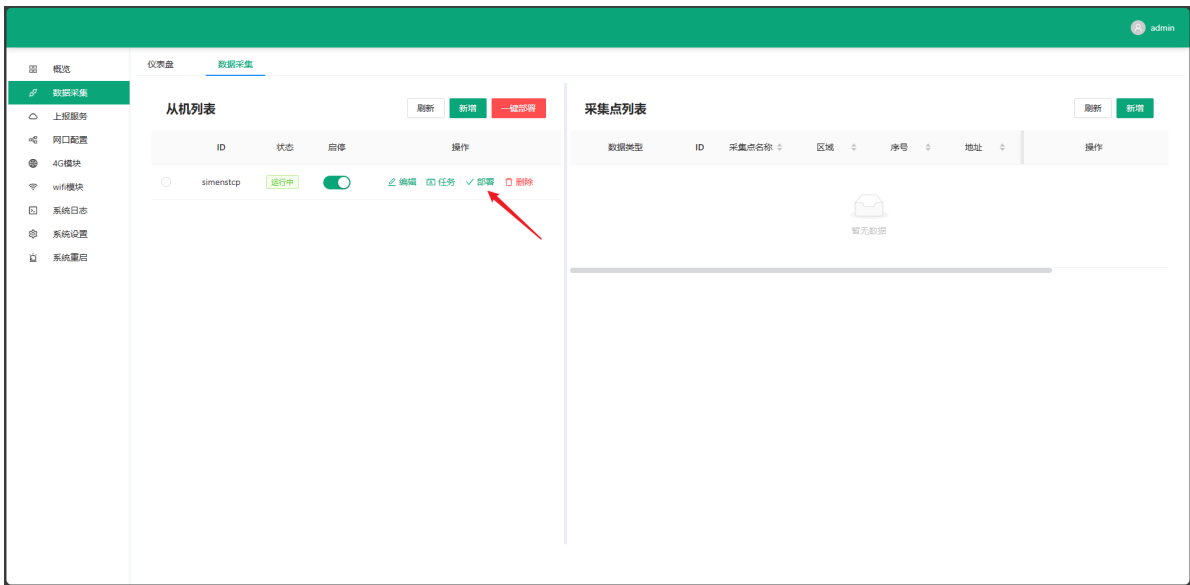 admin
概览
数据采集
上报服务
网口配置
4G模块
wifi模块
系统日志
系统设置
系统重启
仪表盘 数据采集
从机列表 刷新 新增 一键部署
ID 状态 启停 操作
simenstcp 运行中 编辑 任务 部署 删除
采集点列表 刷新 新增
数据类型 ID 采集点名称 区域 序号 地址 操作
暂无数据